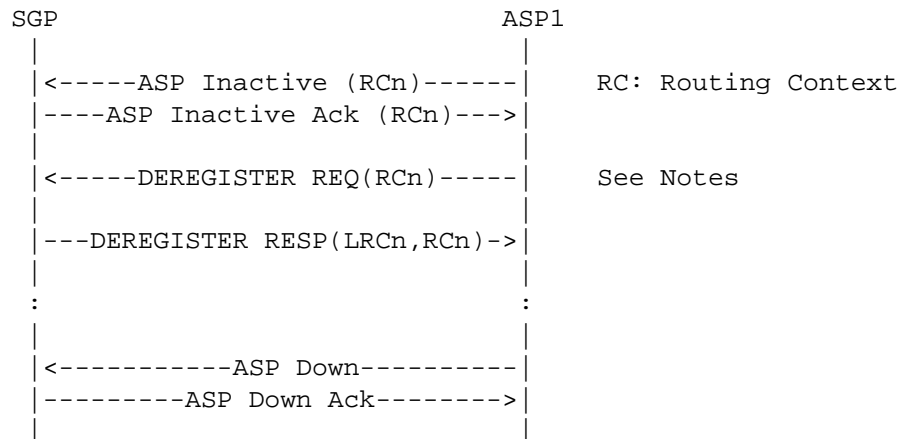 SGP ASP1
| |
|<-----ASP Inactive (RCn)------| RC: Routing Context
|----ASP Inactive Ack (RCn)--->|
| |
|<-----DEREGISTER REQ(RCn)-----| See Notes
| |
|---DEREGISTER RESP(LRCn,RCn)->|
| |
: :
| |
|<-----------ASP Down----------|
|---------ASP Down Ack-------->|
| |